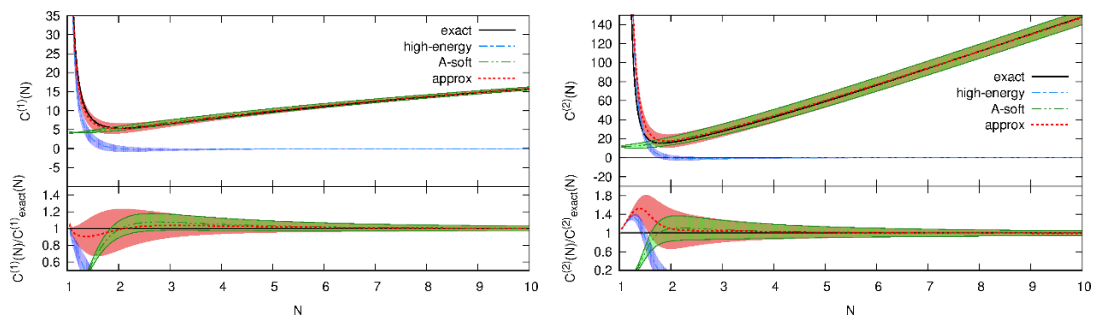 35
30
25
20
15
10
5
0
-5
C⁽¹⁾(N)
exact
high-energy
A-soft
approx
1.4
1.2
1
0.8
0.6
C⁽¹⁾(N)/C⁽¹⁾exact(N)
1 2 3 4 5 6 7 8 9 10
N
140
120
100
80
60
40
20
0
-20
C⁽²⁾(N)
exact
high-energy
A-soft
approx
1.8
1.4
1
0.6
0.2
C⁽²⁾(N)/C⁽²⁾exact(N)
1 2 3 4 5 6 7 8 9 10
N